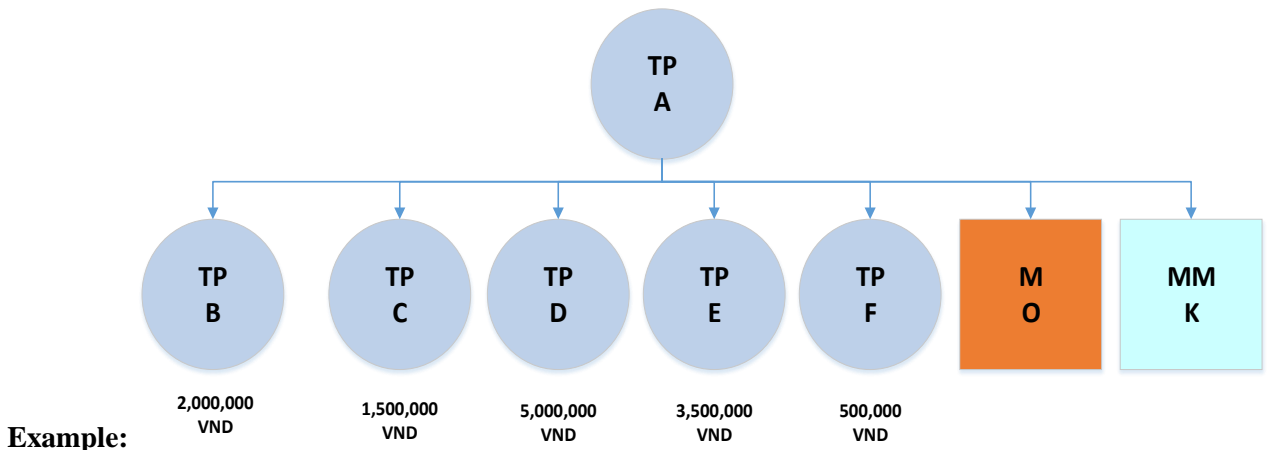 TP
A
TP
B
TP
C
TP
D
TP
E
TP
F
M
O
MM
K
2,000,000
VND
1,500,000
VND
5,000,000
VND
3,500,000
VND
500,000
VND
Example: